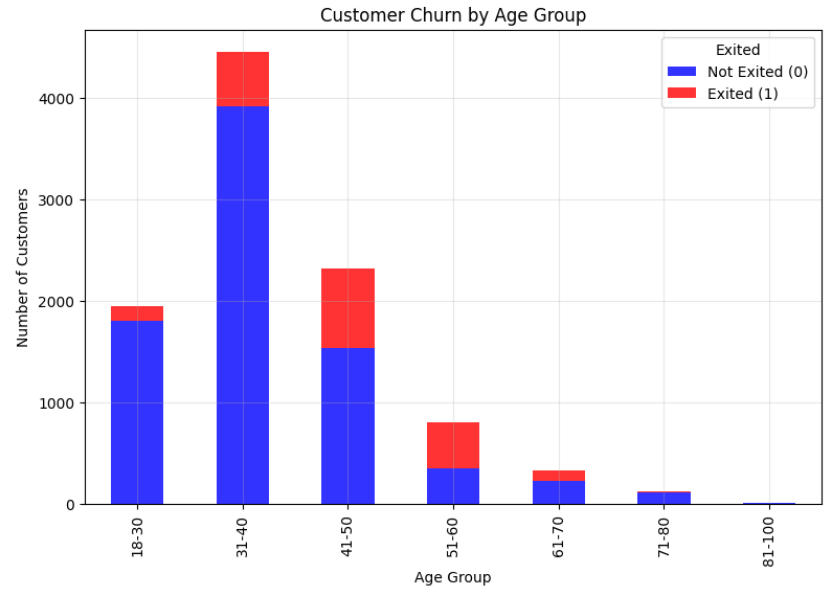 Customer Churn by Age Group
Exited
Not Exited (0)
Exited (1)
Number of Customers
4000
3000
2000
1000
0
18-30
31-40
41-50
51-60
61-70
71-80
81-100
Age Group